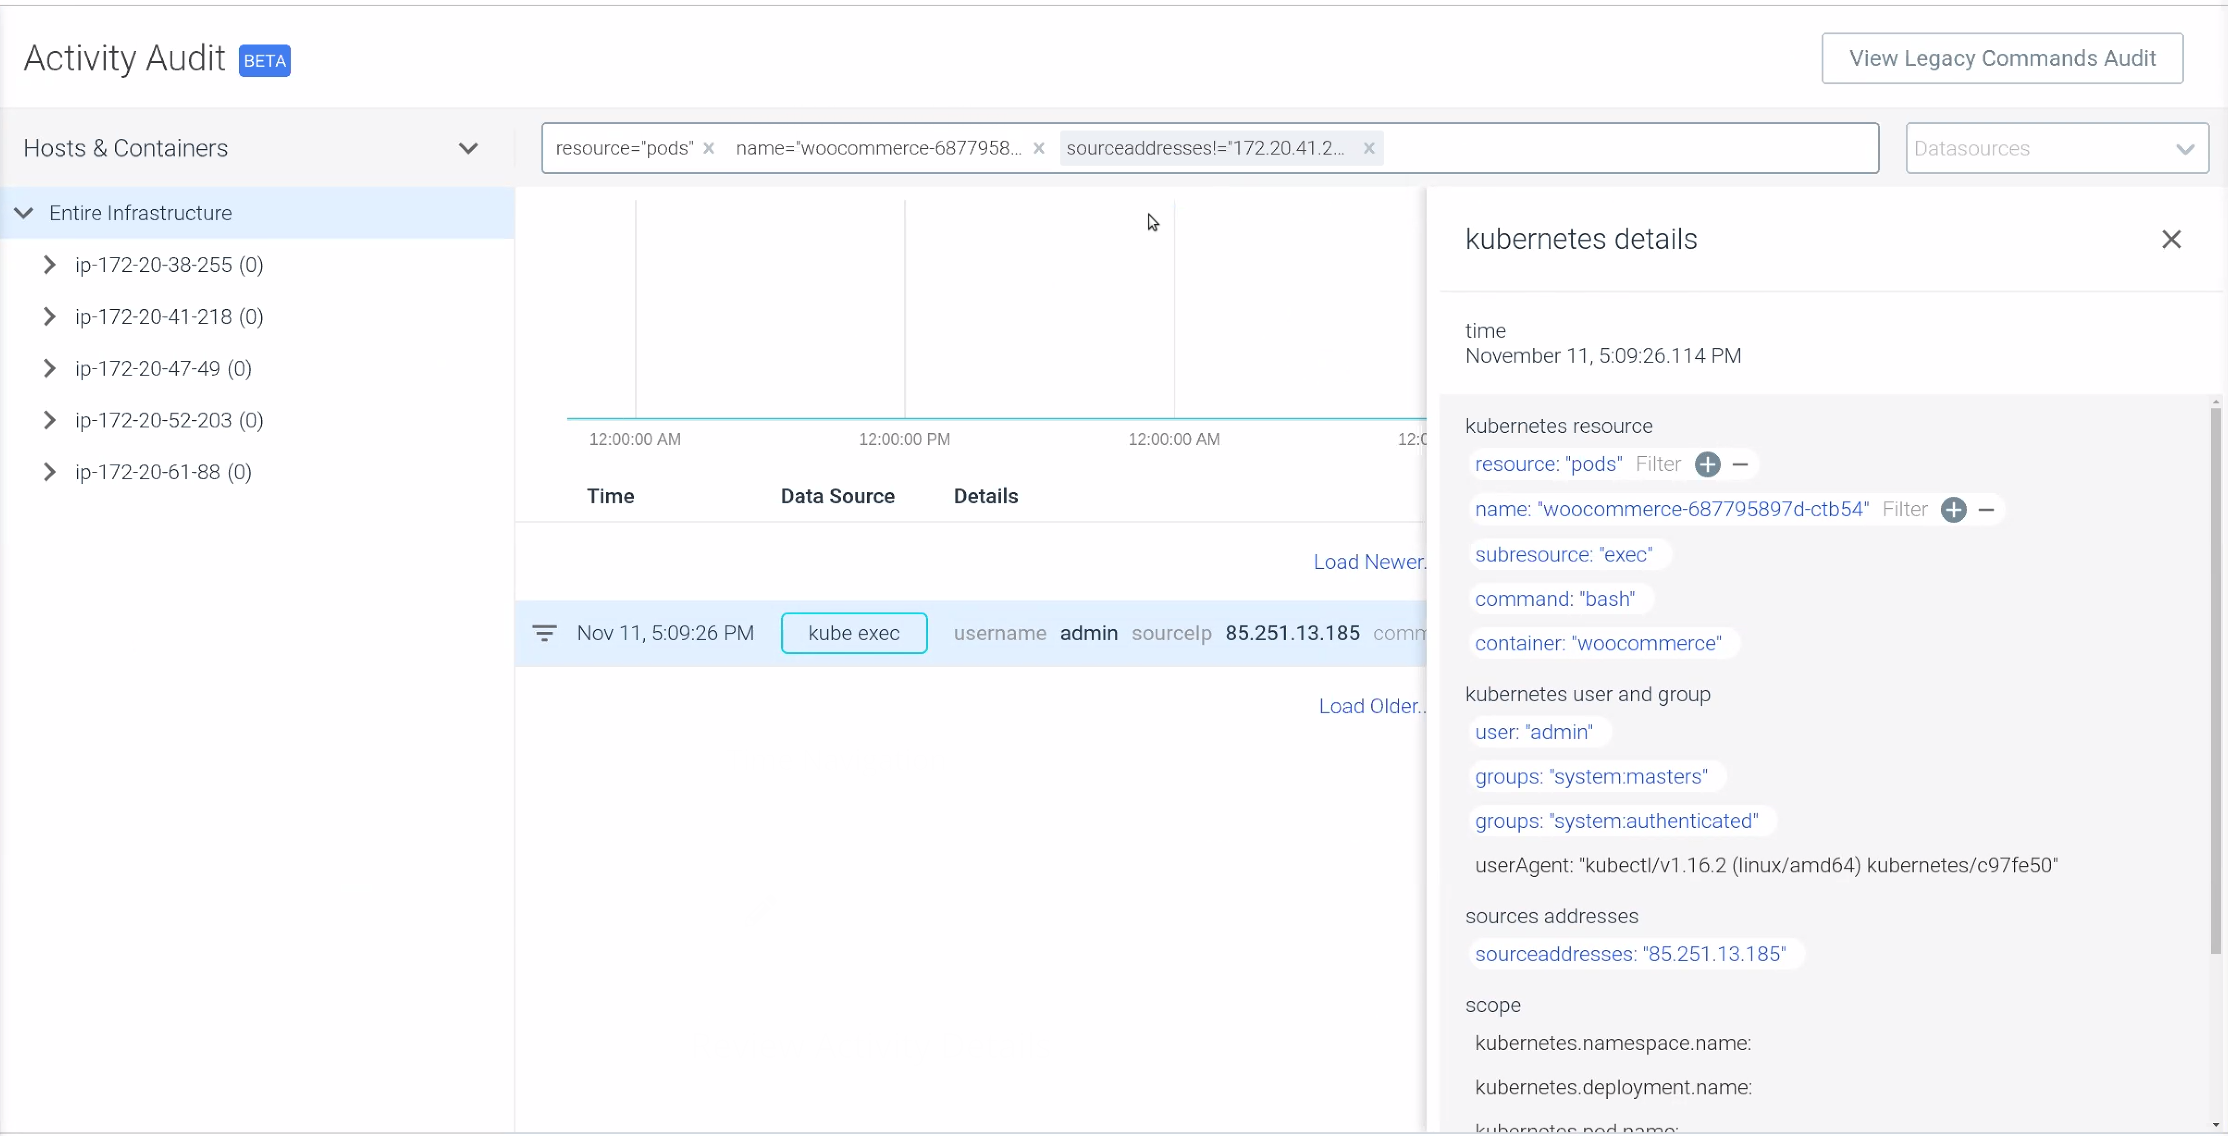 Activity Audit BETA
View Legacy Commands Audit
Hosts & Containers
resource="pods" × name="woocommerce-6877958... × sourceaddresses!="172.20.41.2... ×
Datasources
Entire Infrastructure
ip-172-20-38-255 (0)
ip-172-20-41-218 (0)
ip-172-20-47-49 (0)
ip-172-20-52-203 (0)
ip-172-20-61-88 (0)
12:00:00 AM 12:00:00 PM 12:00:00 AM 12:0
Time Data Source Details
Load Newer.
Nov 11, 5:09:26 PM kube exec username admin sourceIp 85.251.13.185 comm
Load Older..
kubernetes details
time
November 11, 5:09:26.114 PM
kubernetes resource
resource: "pods" Filter
name: "woocommerce-687795897d-ctb54" Filter
subresource: "exec"
command: "bash"
container: "woocommerce"
kubernetes user and group
user: "admin"
groups: "system:masters"
groups: "system:authenticated"
userAgent: "kubectl/v1.16.2 (linux/amd64) kubernetes/c97fe50"
sources addresses
sourceaddresses: "85.251.13.185"
scope
kubernetes.namespace.name:
kubernetes.deployment.name:
kubernetes.pod.name: